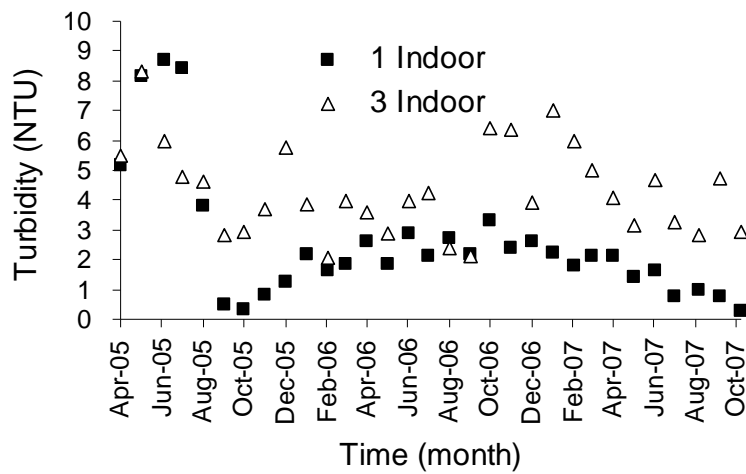 Turbidity (NTU)
10
9
8
7
6
5
4
3
2
1
0
1 Indoor
3 Indoor
Apr-05
Jun-05
Aug-05
Oct-05
Dec-05
Feb-06
Apr-06
Jun-06
Aug-06
Oct-06
Dec-06
Feb-07
Apr-07
Jun-07
Aug-07
Oct-07
Time (month)